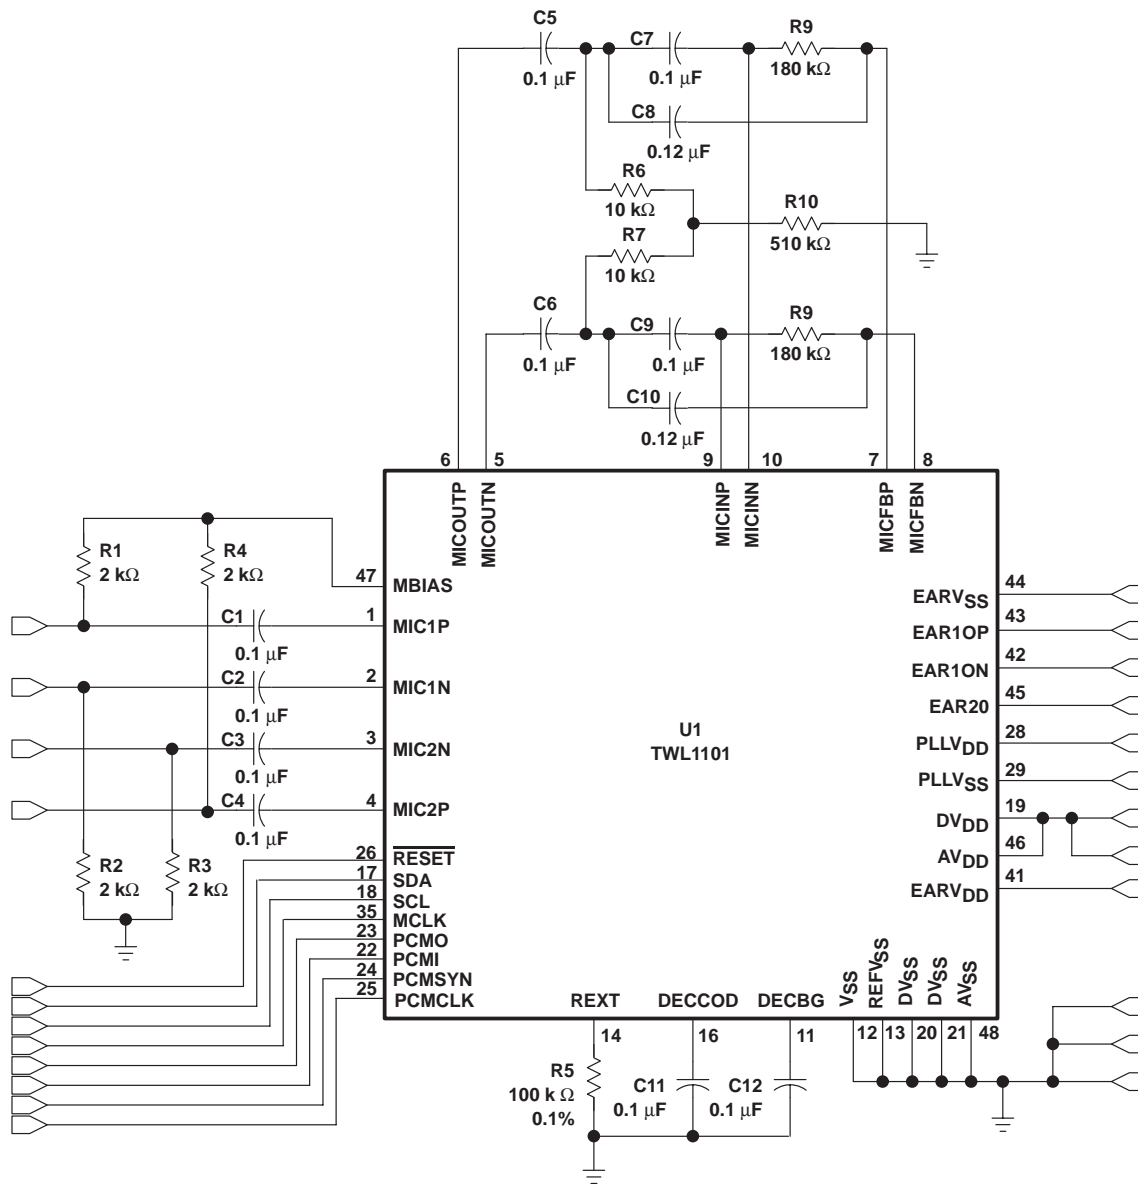 C5
0.1 µF
C7
0.1 µF
R9
180 kΩ
C8
0.12 µF
R6
10 kΩ
R10
510 kΩ
R7
10 kΩ
C6
0.1 µF
C9
0.1 µF
R9
180 kΩ
C10
0.12 µF
6
5
9
10
7
8
MICOUTP
MICOUTN
MICINP
MICINN
MICFBP
MICFBN
R1
2 kΩ
R4
2 kΩ
47
MBIAS
C1
0.1 µF
1
MIC1P
C2
0.1 µF
2
MIC1N
C3
0.1 µF
3
MIC2N
C4
0.1 µF
4
MIC2P
R2
2 kΩ
R3
2 kΩ
26
RESET
17
SDA
18
SCL
35
MCLK
23
PCMO
22
PCMI
24
PCMSYN
25
PCMCLK
U1
TWL1101
EARVSS
44
EAR1OP
43
EAR1ON
42
EAR20
45
PLLVDD
28
PLLVSS
29
DVDD
19
AVDD
46
EARVDD
41
REXT
DECCOD
DECBG
VSS
REFVSS
DVSS
DVSS
AVSS
14
16
11
12
13
20
21
48
R5
100 k Ω
0.1%
C11
0.1 µF
C12
0.1 µF